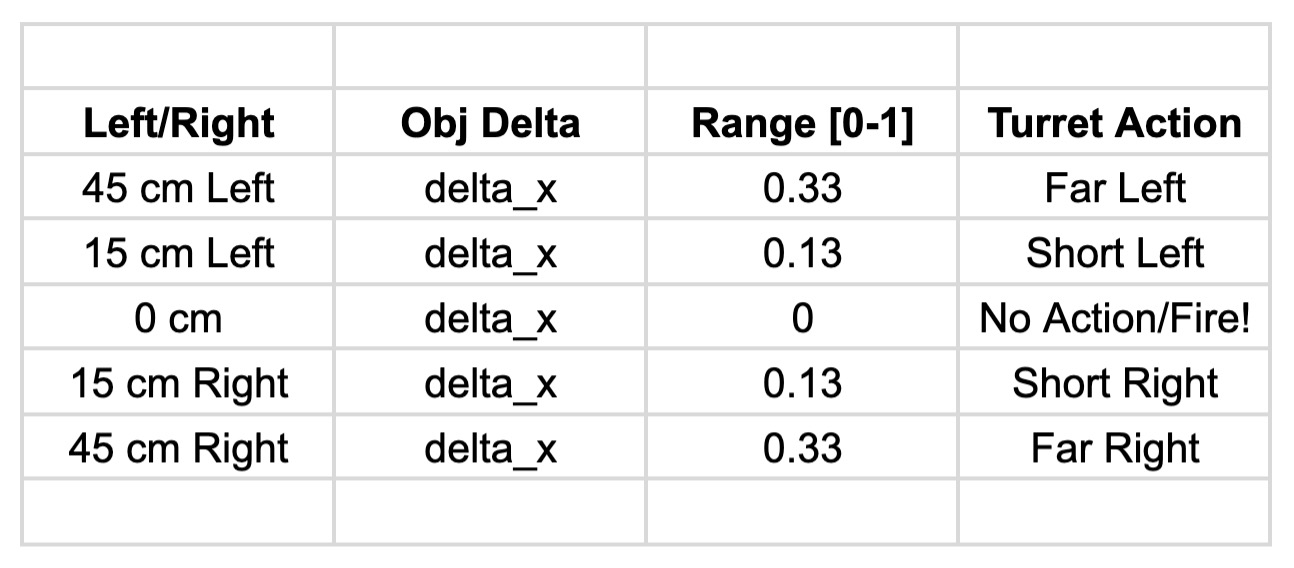 Left/Right Obj Delta Range [0-1] Turret Action
45 cm Left delta_x 0.33 Far Left
15 cm Left delta_x 0.13 Short Left
0 cm delta_x 0 No Action/Fire!
15 cm Right delta_x 0.13 Short Right
45 cm Right delta_x 0.33 Far Right